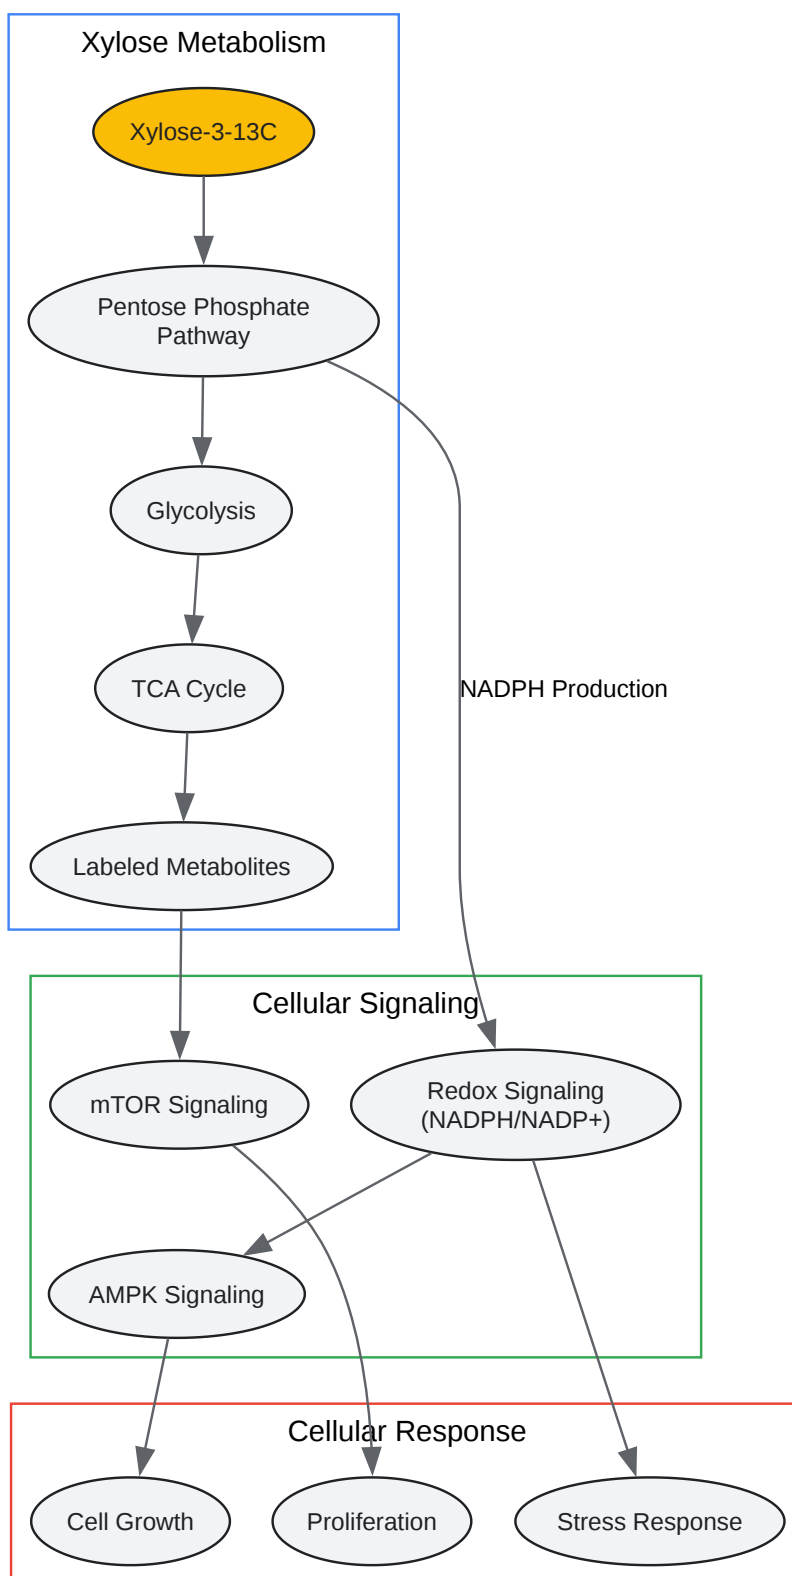 Xylose Metabolism
Xylose-3-13C
Pentose Phosphate
Pathway
Glycolysis
TCA Cycle
NADPH Production
Labeled Metabolites
Cellular Signaling
mTOR Signaling
Redox Signaling
(NADPH/NADP+)
AMPK Signaling
Cellular Response
Cell Growth
Proliferation
Stress Response